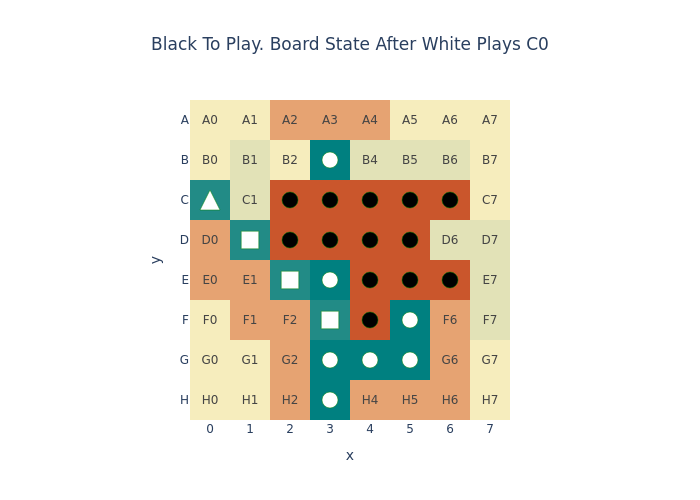 Black To Play. Board State After White Plays C0
A A0 A1 A2 A3 A4 A5 A6 A7
B B0 B1 B2 B4 B5 B6 B7
C C1 C7
D D0 D6 D7
E E0 E1 E7
F F0 F1 F2 F6 F7
G G0 G1 G2 G6 G7
H H0 H1 H2 H4 H5 H6 H7
0 1 2 3 4 5 6 7
x
y